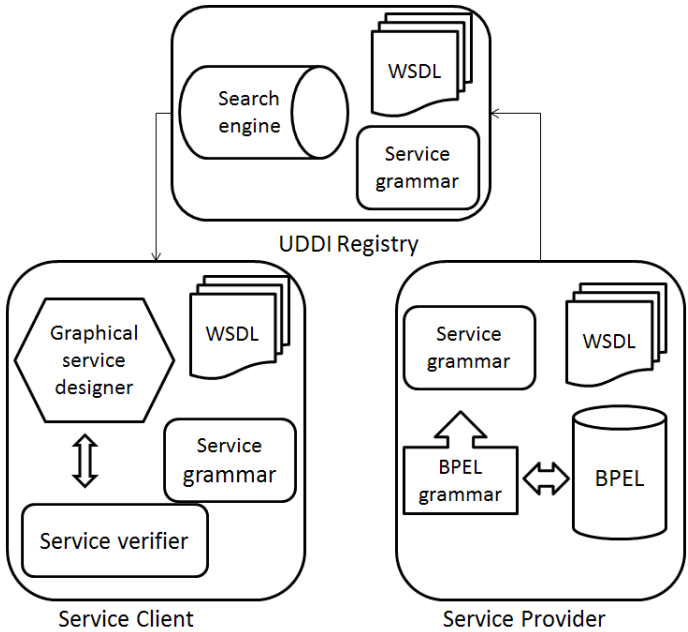 Search
engine
WSDL
Service
grammar
UDDI Registry
Graphical
service
designer
WSDL
Service
grammar
Service verifier
Service Client
Service
grammar
WSDL
BPEL
grammar
BPEL
Service Provider